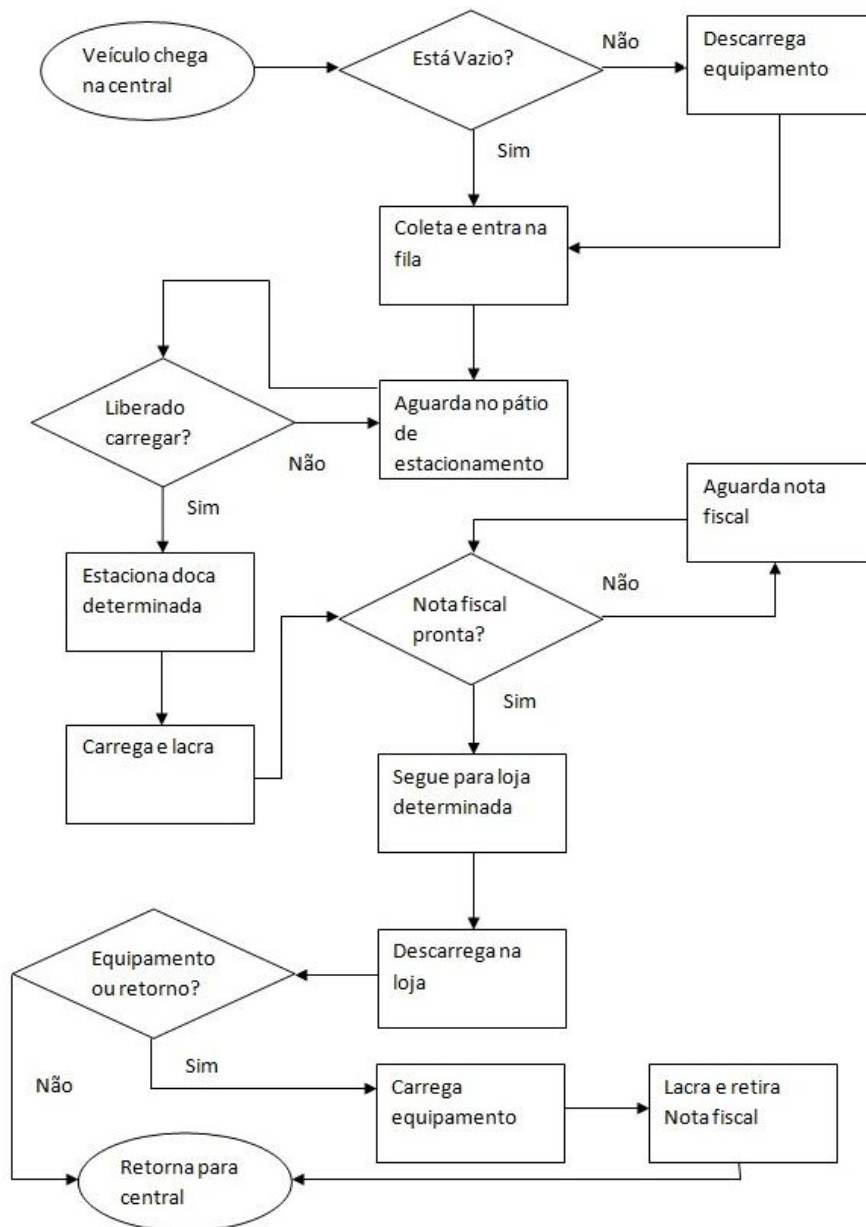 Veículo chega
na central
Está Vazio?
Não
Descarrega
equipamento
Sim
Coleta e entra na
fila
Liberado
carregar?
Não
Aguarda no pátio
de
estacionamento
Sim
Aguarda nota
fiscal
Estaciona doca
determinada
Nota fiscal
pronta?
Não
Sim
Carrega e lacra
Segue para loja
determinada
Descarrega na
loja
Equipamento
ou retorno?
Não
Sim
Carrega
equipamento
Lacra e retira
Nota fiscal
Retorna para
central